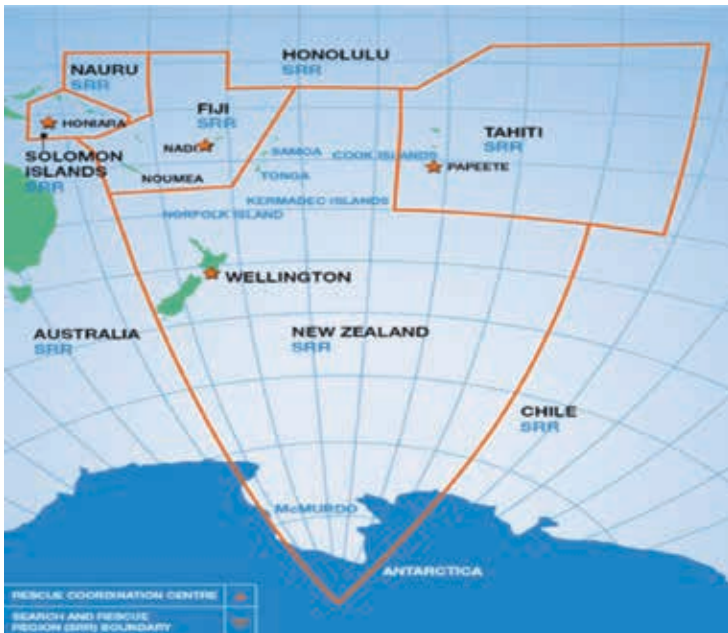 HONOLULU
SRR
NAURU
SRR
FIJI
SRR
TAHITI
SRR
HONIARA
NADI
SAMOA
COOK ISLANDS
PAPEETE
SOLOMON
ISLANDS
SRR
NOUMEA
TONGA
KERMADEC ISLANDS
NORFOLK ISLAND
WELLINGTON
AUSTRALIA
SRR
NEW ZEALAND
SRR
CHILE
SRR
McMURDO
ANTARCTICA
RESCUE COORDINATION CENTRE
SEARCH AND RESCUE
REGION (SRR) BOUNDARY